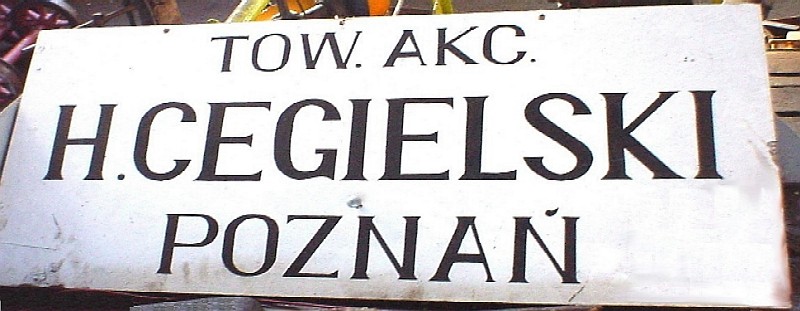 TOW. AKC.
H.CEGIELSKI
POZNAŃ